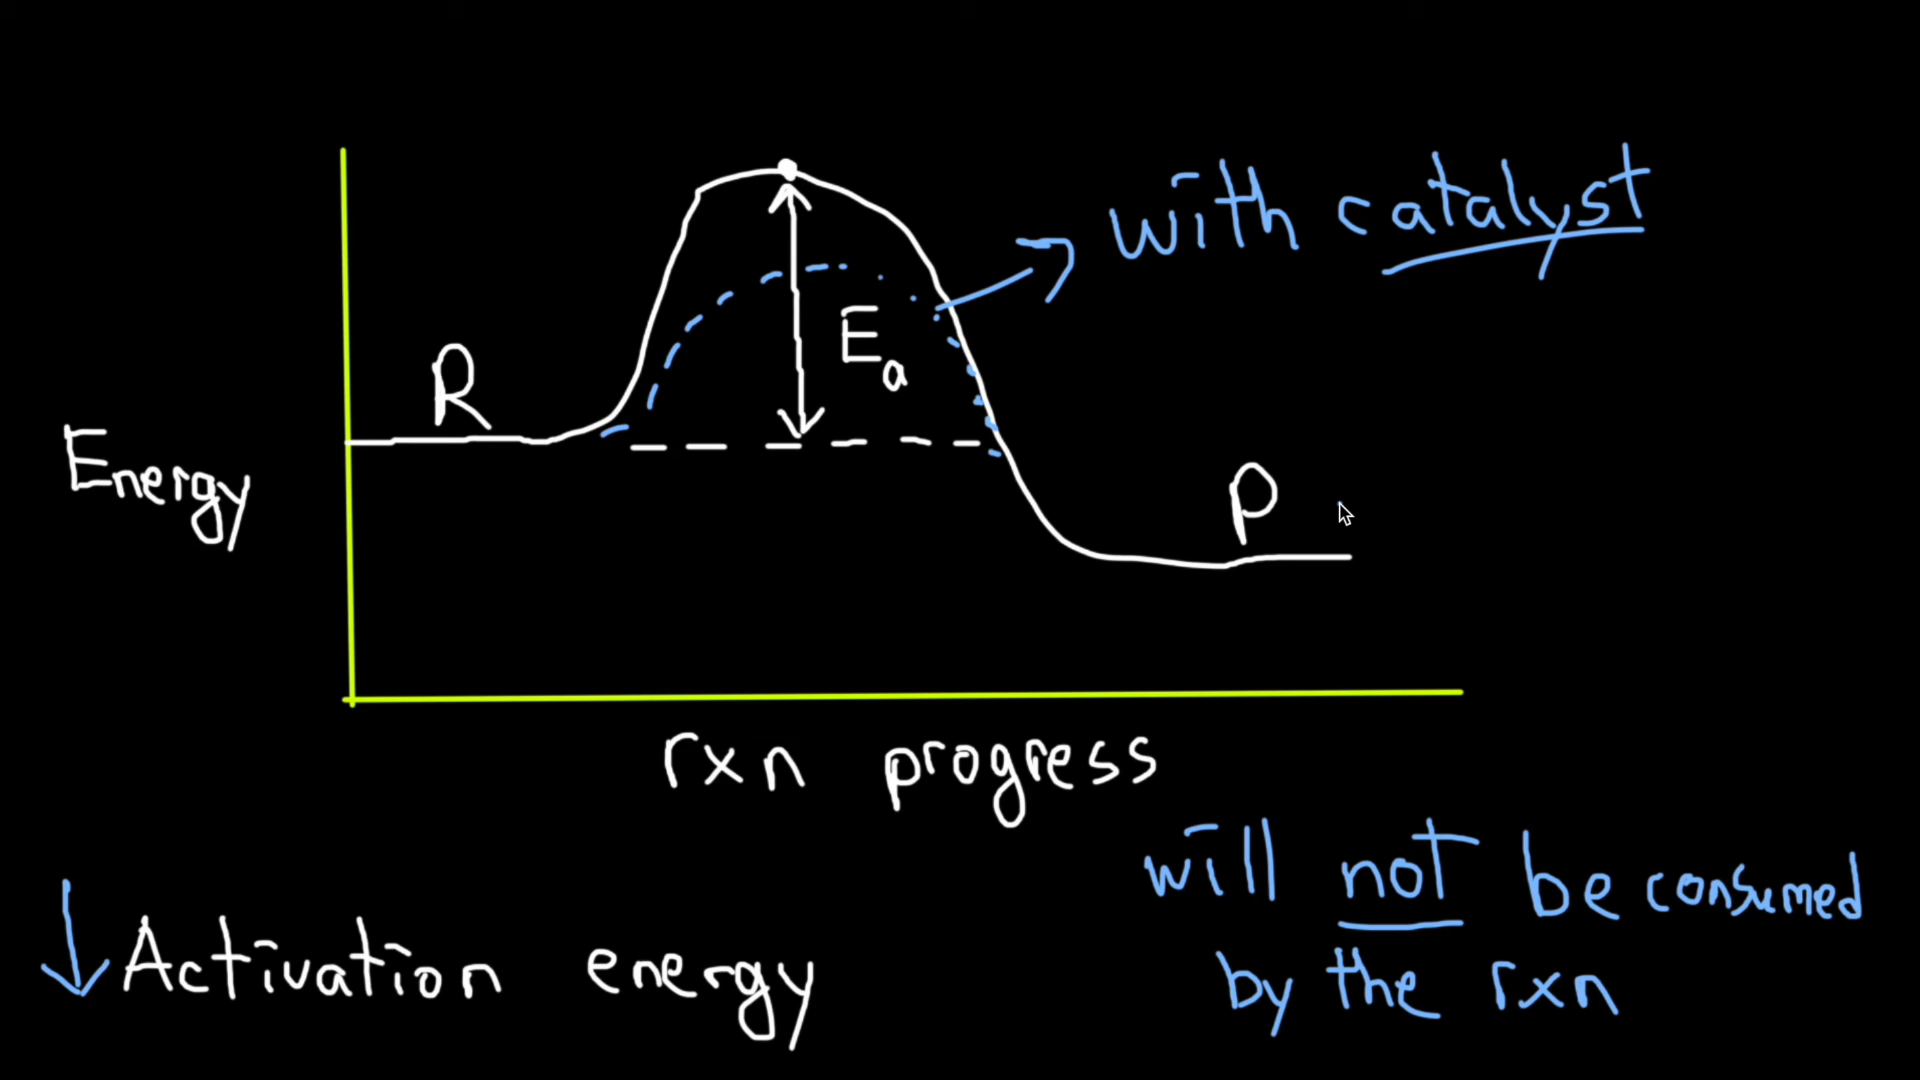 with catalyst
Ea
R
Energy
P
rxn progress
will not be consumed
by the rxn
↓ Activation energy